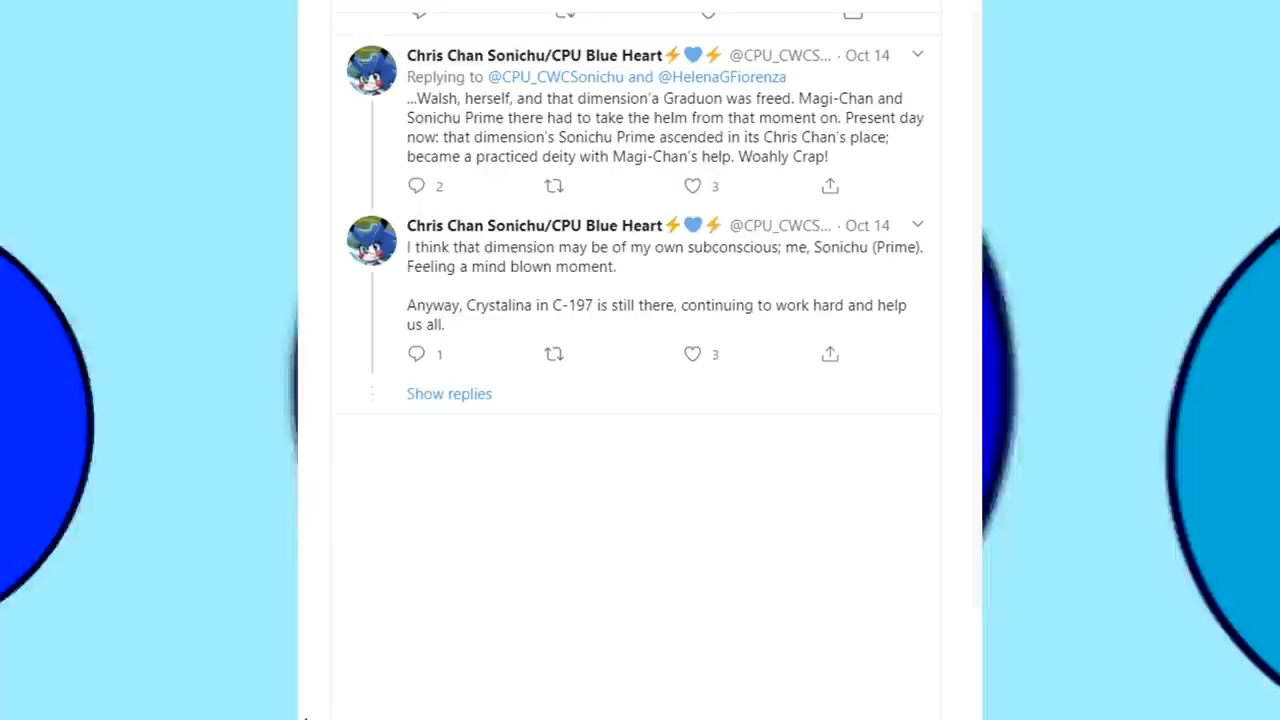 Chris Chan Sonichu/CPU Blue Heart⚡💙⚡ @CPU_CWCS... · Oct 14
Replying to @CPU_CWCSonichu and @HelenaGFiorenza
...Walsh, herself, and that dimension'a Graduon was freed. Magi-Chan and
Sonichu Prime there had to take the helm from that moment on. Present day
now: that dimension's Sonichu Prime ascended in its Chris Chan's place;
became a practiced deity with Magi-Chan's help. Woahly Crap!
2 3
Chris Chan Sonichu/CPU Blue Heart⚡💙⚡ @CPU_CWCS... · Oct 14
I think that dimension may be of my own subconscious; me, Sonichu (Prime).
Feeling a mind blown moment.
Anyway, Crystalina in C-197 is still there, continuing to work hard and help
us all.
1 3
Show replies